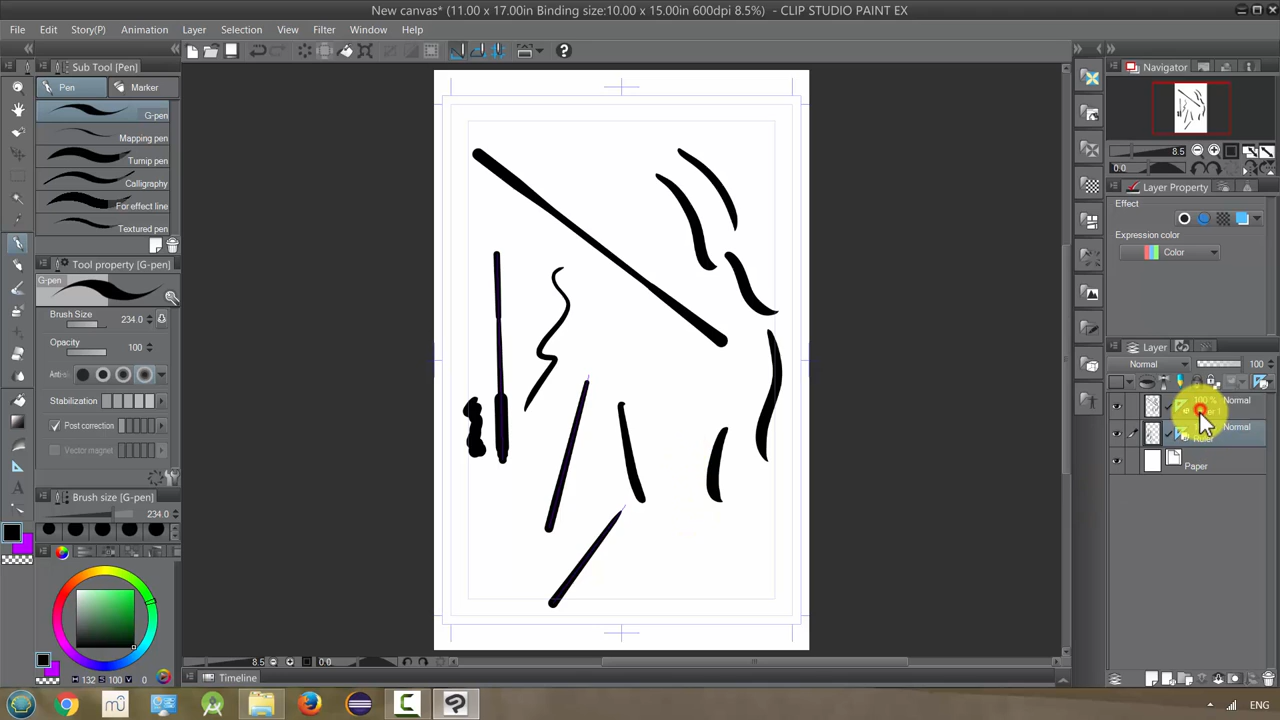 New canvas* (11.00 x 17.00in Binding size:10.00 x 15.00in 600dpi 8.5%) - CLIP STUDIO PAINT EX
File Edit Story(P) Animation Layer Selection View Filter Window Help
Sub Tool [Pen]
Pen Marker
G-pen
Mapping pen
Turnip pen
Calligraphy
For effect line
Textured pen
Tool property [G-pen]
G-pen
Brush Size
234.0
Opacity
100
Anti-
Stabilization
Post correction
Vector magnet
Brush size [G-pen]
234.0
H 132 S 100 V 0
8.5 0.0
Timeline
Navigator
8.5
0.0
Layer Property
Effect
Expression color
Color
Layer
Normal 100
100 % Normal
Normal
Ruler
Paper
ENG